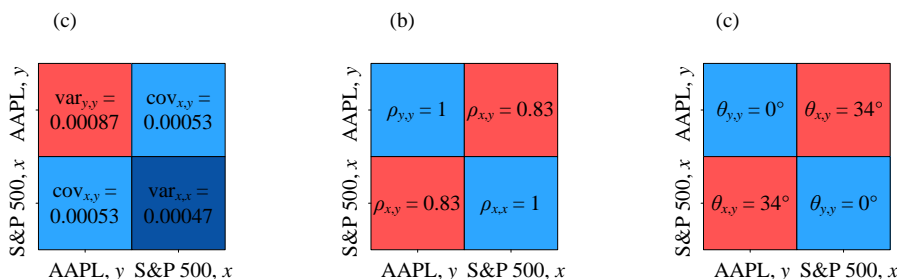 (c)
(b)
(c)
AAPL, y
S&P 500, x
var_{y,y} =
0.00087
cov_{x,y} =
0.00053
cov_{x,y} =
0.00053
var_{x,x} =
0.00047
AAPL, y S&P 500, x
AAPL, y
S&P 500, x
ρ_{y,y} = 1
ρ_{x,y} = 0.83
ρ_{x,y} = 0.83
ρ_{x,x} = 1
AAPL, y S&P 500, x
AAPL, y
S&P 500, x
θ_{y,y} = 0°
θ_{x,y} = 34°
θ_{x,y} = 34°
θ_{y,y} = 0°
AAPL, y S&P 500, x